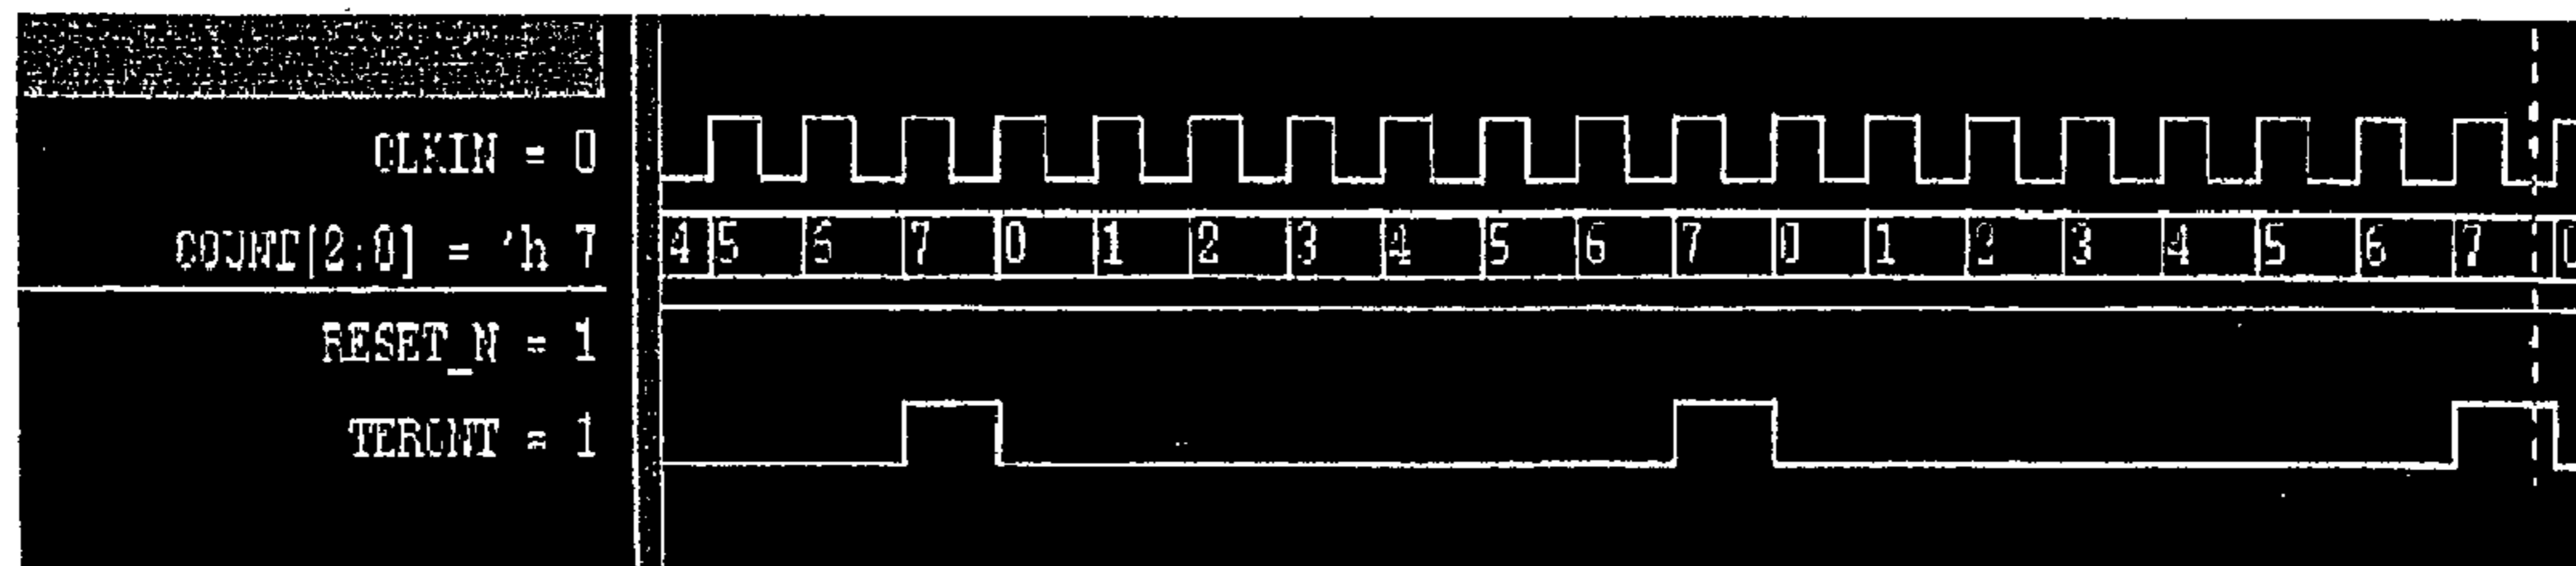 CLKIN = 0
COUNT[2:0] = 'h 7
4 5 6 7 0 1 2 3 4 5 6 7 0 1 2 3 4 5 6 7 0
RESET_N = 1
TERCNT = 1